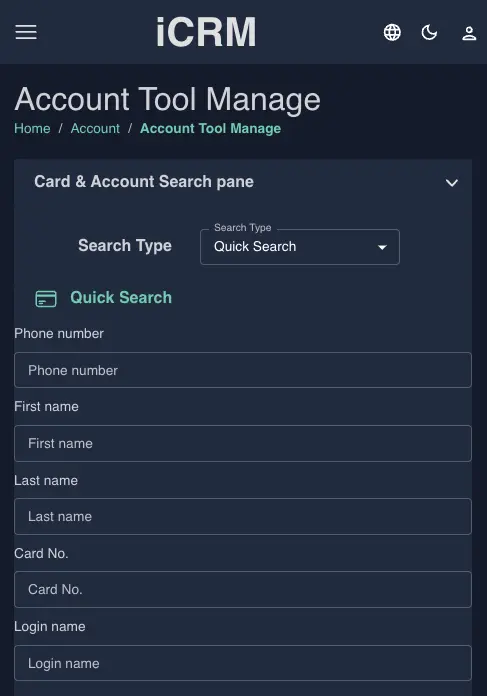 iCRM
Account Tool Manage
Home / Account / Account Tool Manage
Card & Account Search pane
Search Type
Search Type Quick Search
Quick Search
Phone number
Phone number
First name
First name
Last name
Last name
Card No.
Card No.
Login name
Login name